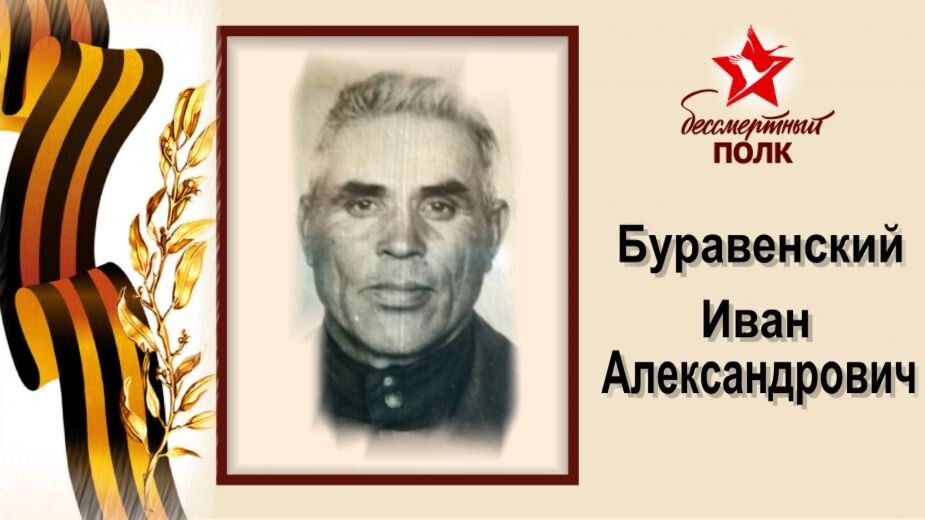 бессмертный
ПОЛК
Буравенский
Иван
Александрович